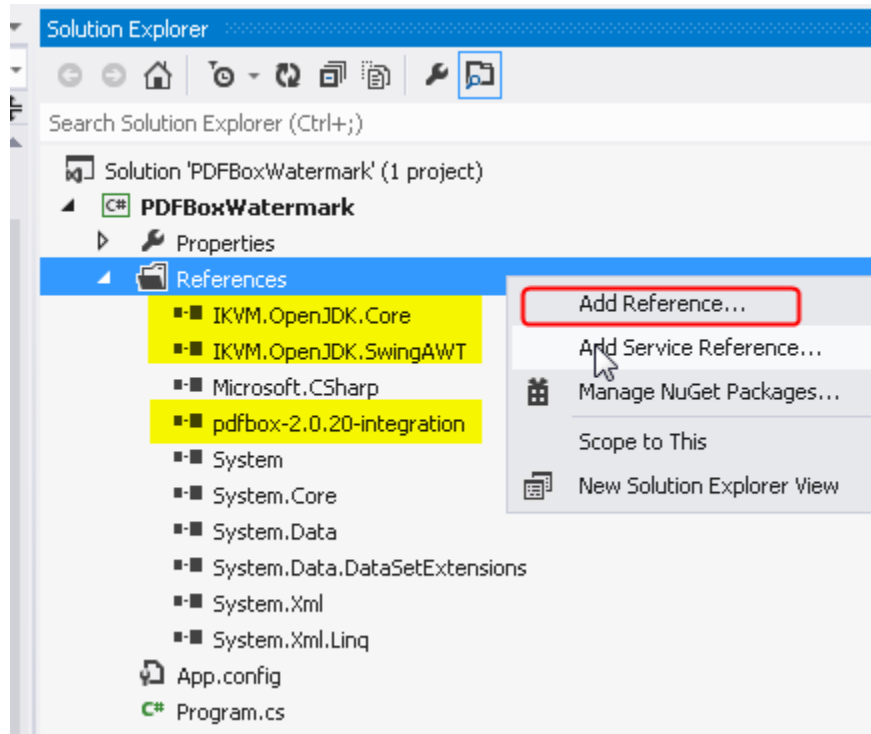 Solution Explorer
Search Solution Explorer (Ctrl+;)
Solution 'PDFBoxWatermark' (1 project)
C# PDFBoxWatermark
Properties
References
IKVM.OpenJDK.Core
IKVM.OpenJDK.SwingAWT
Microsoft.CSharp
pdfbox-2.0.20-integration
System
System.Core
System.Data
System.Data.DataSetExtensions
System.Xml
System.Xml.Linq
App.config
C# Program.cs
Add Reference...
Add Service Reference...
Manage NuGet Packages...
Scope to This
New Solution Explorer View